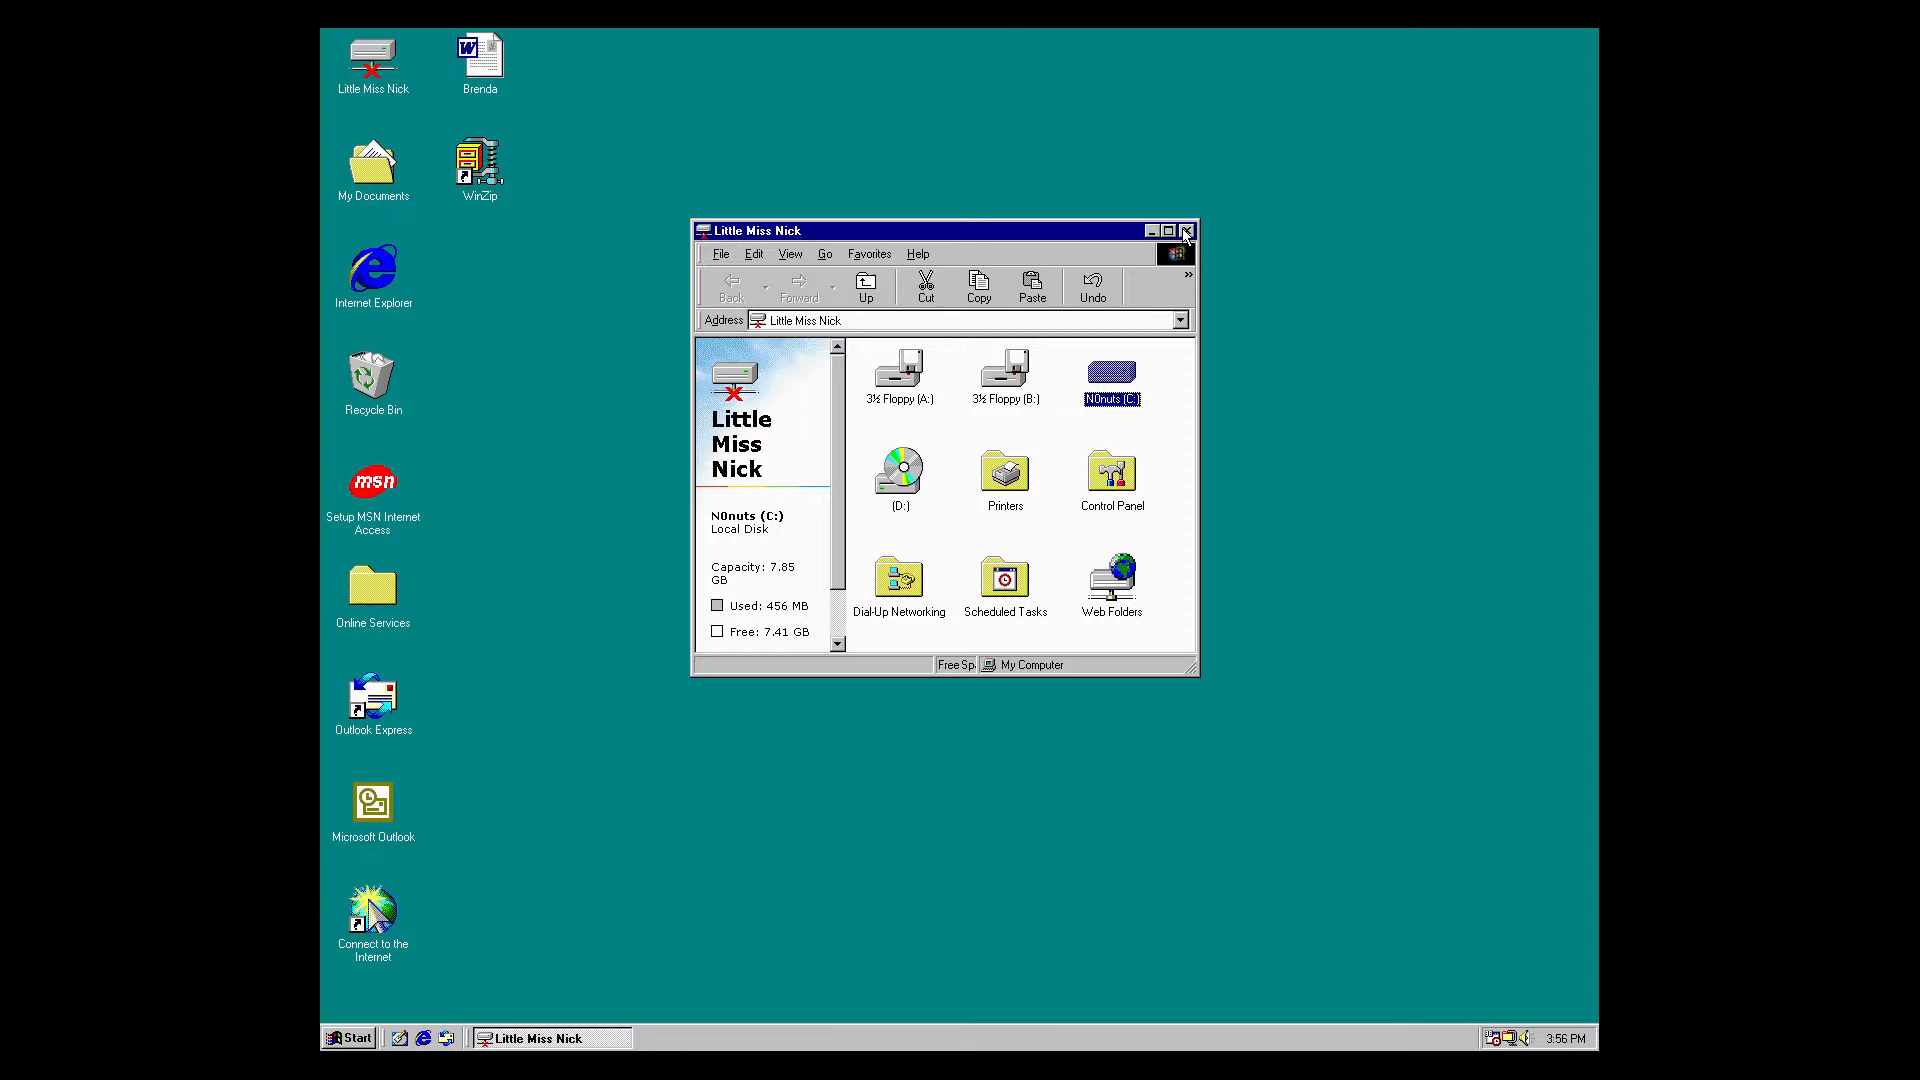 Little Miss Nick
Brenda
My Documents
WinZip
Internet Explorer
Recycle Bin
msn
Setup MSN Internet
Access
Online Services
Outlook Express
Microsoft Outlook
Connect to the
Internet
Little Miss Nick
File Edit View Go Favorites Help
Back Forward Up Cut Copy Paste Undo »
Address Little Miss Nick
Little
Miss
Nick
N0nuts (C:)
Local Disk
Capacity: 7.85
GB
Used: 456 MB
Free: 7.41 GB
3½ Floppy (A:) 3½ Floppy (B:) N0nuts (C:)
(D:) Printers Control Panel
Dial-Up Networking Scheduled Tasks Web Folders
Free Sp My Computer
Start Little Miss Nick 3:56 PM